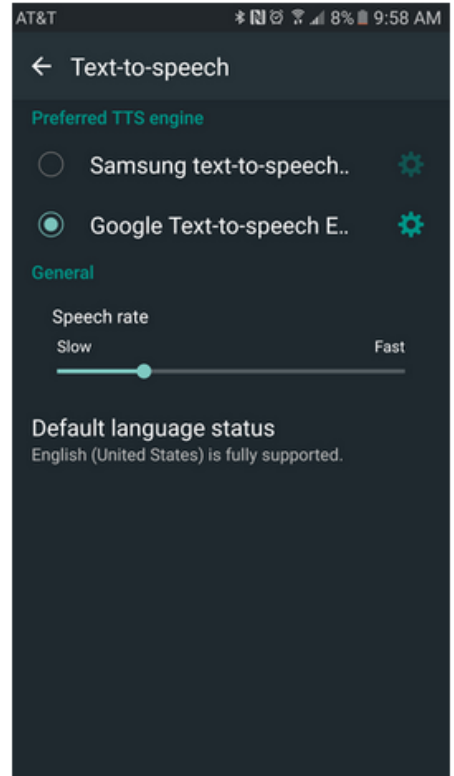 AT&T 8% 9:58 AM
Text-to-speech
Preferred TTS engine
Samsung text-to-speech..
Google Text-to-speech E..
General
Speech rate
Slow Fast
Default language status
English (United States) is fully supported.